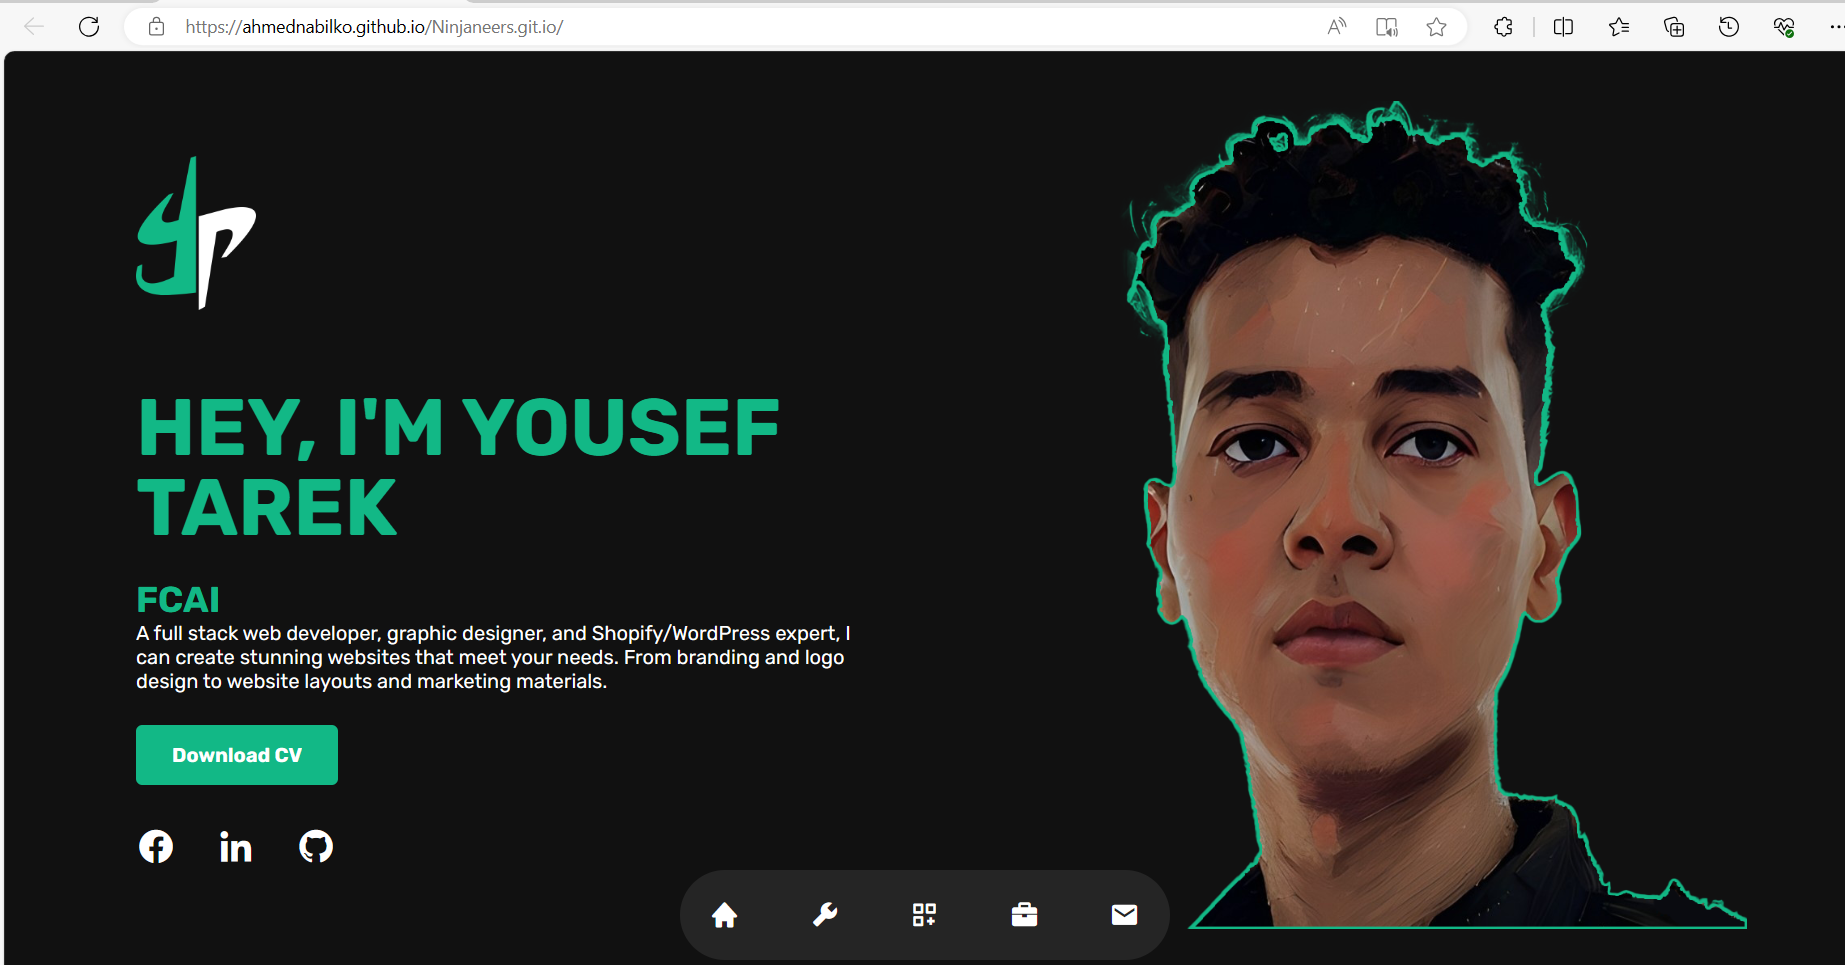 https://ahmednabilko.github.io/Ninjaneers.git.io/
HEY, I'M YOUSEF
TAREK
FCAI
A full stack web developer, graphic designer, and Shopify/WordPress expert, I
can create stunning websites that meet your needs. From branding and logo
design to website layouts and marketing materials.
Download CV